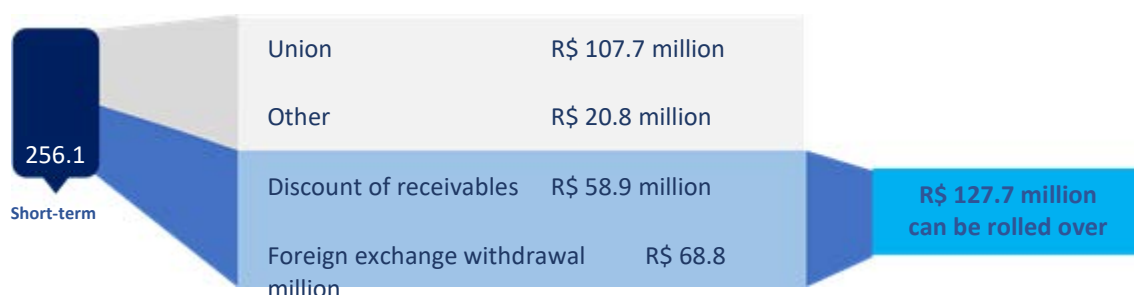 256.1
Short-term
Union R$ 107.7 million
Other R$ 20.8 million
Discount of receivables R$ 58.9 million
Foreign exchange withdrawal R$ 68.8
million
R$ 127.7 million
can be rolled over